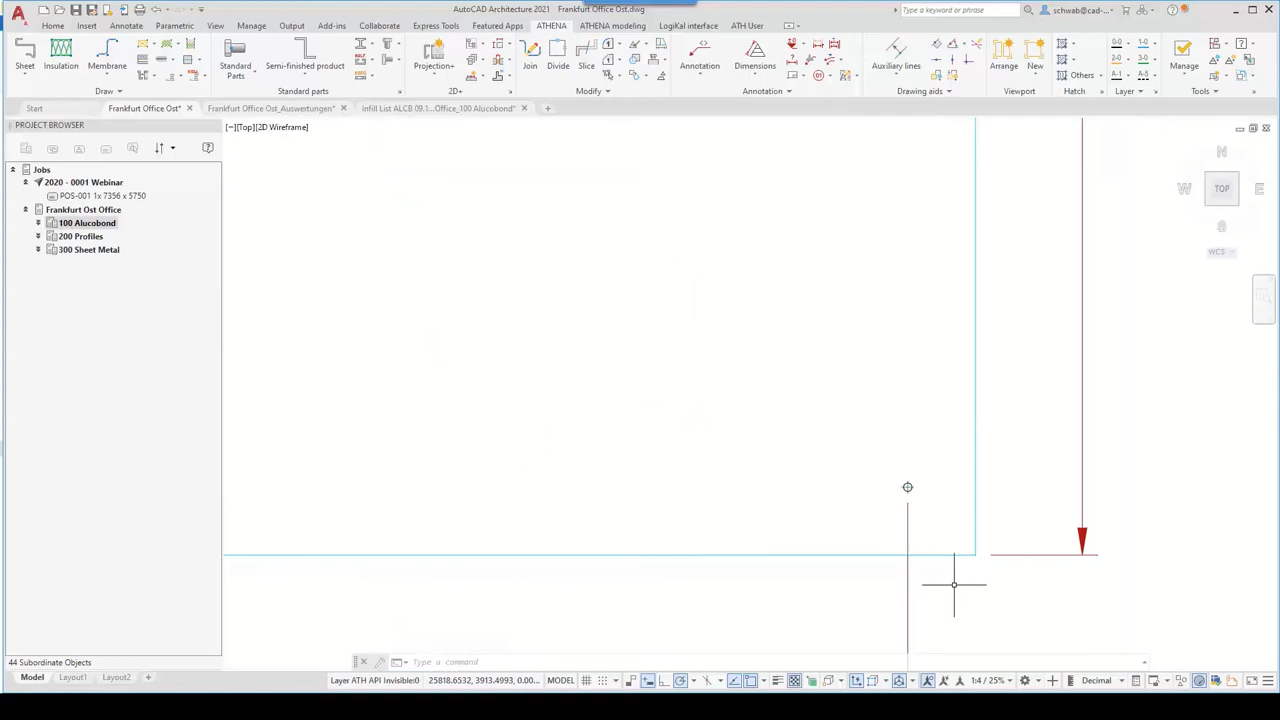 AutoCAD Architecture 2021 Frankfurt Office Ost.dwg
Type a keyword or phrase
schwab@cad-...
Home Insert Annotate Parametric View Manage Output Add-ins Collaborate Express Tools Featured Apps ATHENA ATHENA modeling LogiKal interface ATH User
Sheet Insulation Membrane Standard Parts Semi-finished product Projection+ Join Divide Slice Annotation Dimensions Auxiliary lines Arrange New Others Manage
Draw Standard parts 2D+ Modify Annotation Drawing aids Viewport Layer Tools
Start Frankfurt Office Ost* Frankfurt Office Ost_Auswertungen* Infill List ALCB 09.1...Office_100 Alucobond*
PROJECT BROWSER
[−][Top][2D Wireframe]
Jobs
2020 - 0001 Webinar
POS-001 1x 7356 x 5750
Frankfurt Ost Office
100 Alucobond
200 Profiles
300 Sheet Metal
N
W TOP E
S
WCS
44 Subordinate Objects
Type a command
Model Layout1 Layout2
Layer ATH API Invisible:0 25818.6532, 3913.4993, 0.00... MODEL
1:4 / 25% Decimal